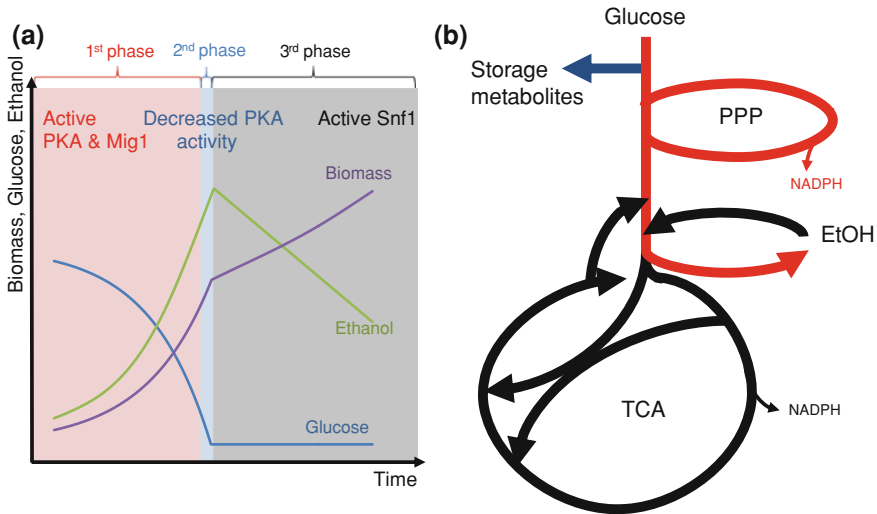 (a)
1st phase
2nd phase
3rd phase
Biomass, Glucose, Ethanol
Active
PKA & Mig1
Decreased PKA
activity
Active Snf1
Biomass
Ethanol
Glucose
Time
(b)
Glucose
Storage
metabolites
PPP
NADPH
EtOH
TCA
NADPH